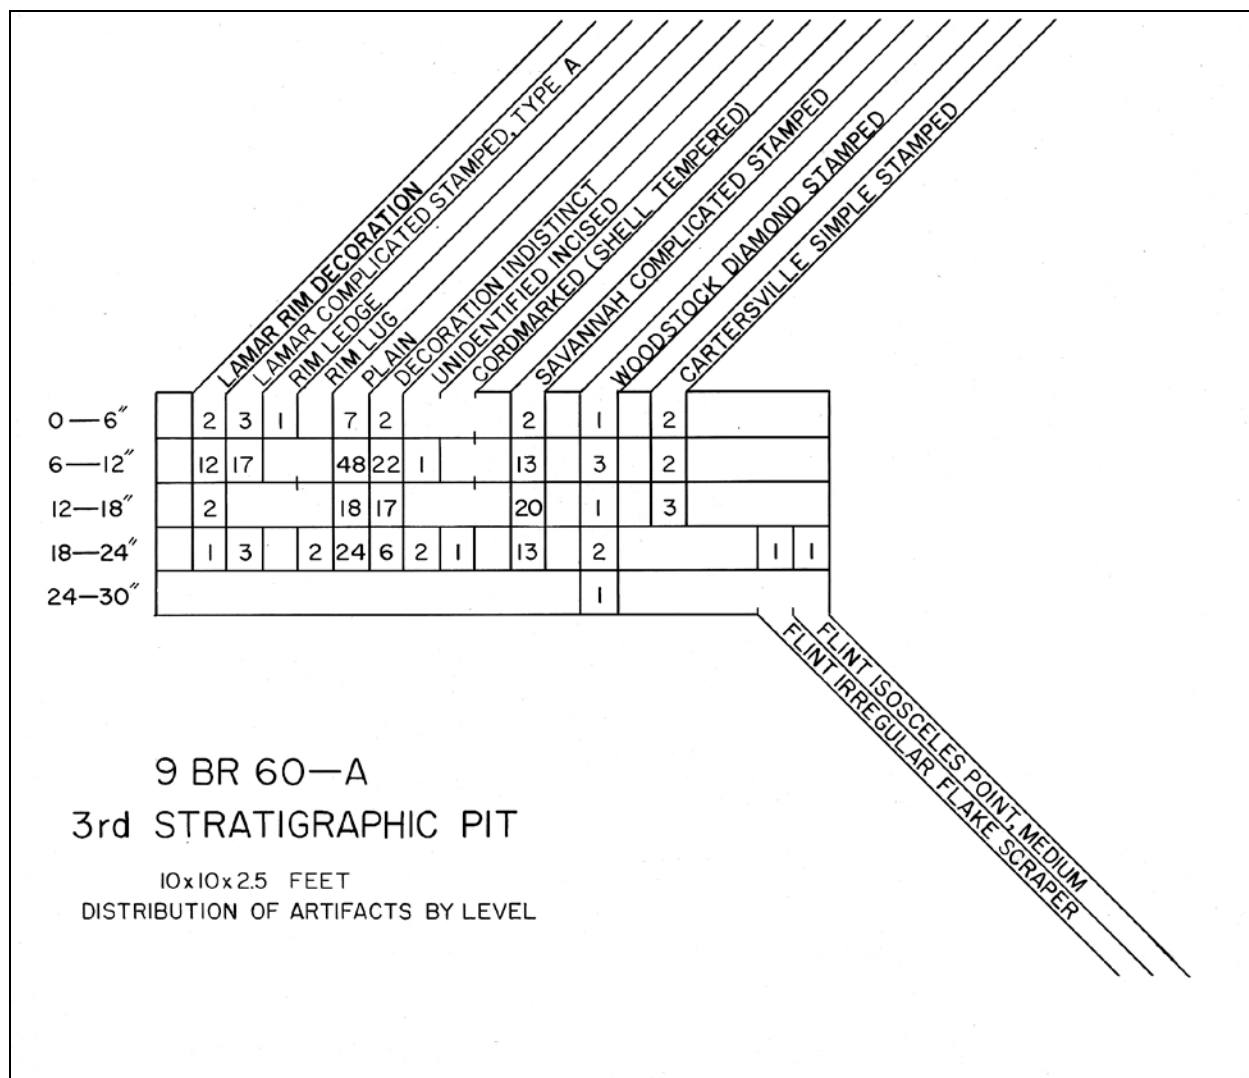 LAMAR RIM DECORATION
LAMAR COMPLICATED STAMPED, TYPE A
RIM LEDGE
RIM LUG
PLAIN
DECORATION INDISTINCT
UNIDENTIFIED INCISED
CORDMARKED (SHELL TEMPERED)
SAVANNAH COMPLICATED STAMPED
WOODSTOCK DIAMOND STAMPED
CARTERSVILLE SIMPLE STAMPED
0—6" 2 3 1 7 2 2 1 2
6—12" 12 17 48 22 1 13 3 2
12—18" 2 18 17 20 1 3
18—24" 1 3 2 24 6 2 1 13 2 1 1
24—30" 1
FLINT ISOSCELES POINT, MEDIUM
FLINT IRREGULAR FLAKE SCRAPER
9 BR 60—A
3rd STRATIGRAPHIC PIT
10x10x2.5 FEET
DISTRIBUTION OF ARTIFACTS BY LEVEL